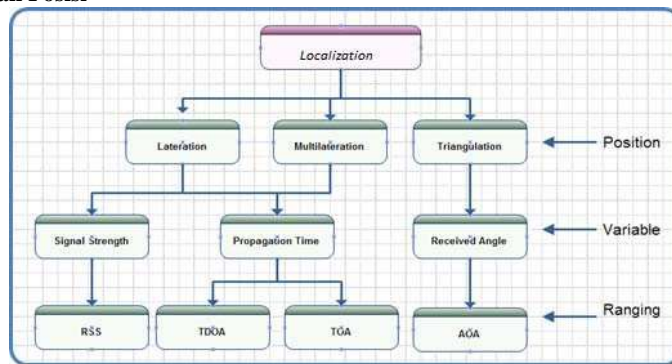 Localization
Lateration Multilateration Triangulation Position
Signal Strength Propagation Time Received Angle Variable
RSS TDOA TOA AOA Ranging